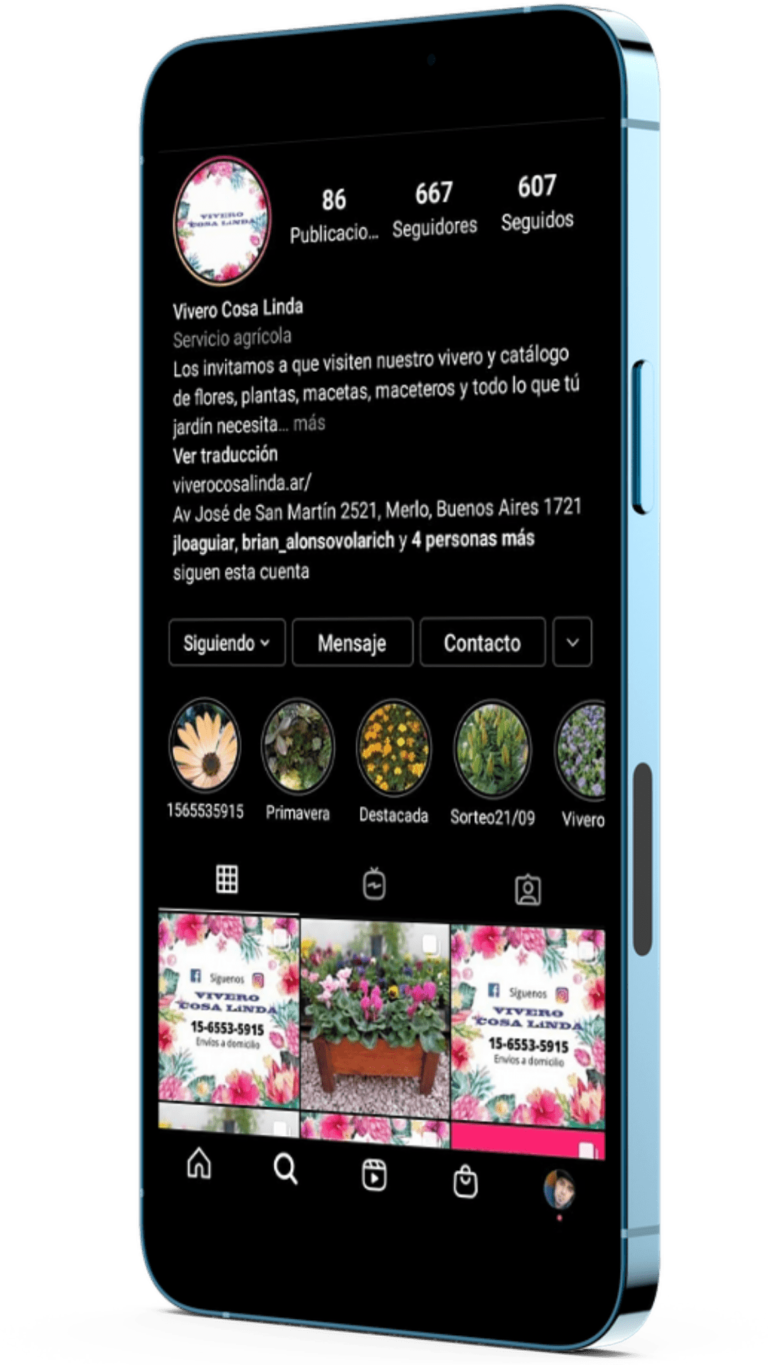 VIVERO
COSA LINDA
86
667
607
Publicacio...
Seguidores
Seguidos
Vivero Cosa Linda
Servicio agrícola
Los invitamos a que visiten nuestro vivero y catálogo
de flores, plantas, macetas, maceteros y todo lo que tú
jardín necesita... más
Ver traducción
viverocosalinda.ar/
Av José de San Martín 2521, Merlo, Buenos Aires 1721
jloaguiar, brian_alonsovolarich y 4 personas más
siguen esta cuenta
Siguiendo
Mensaje
Contacto
1565535915
Primavera
Destacada
Sorteo21/09
Vivero
Siguenos
VIVERO
COSA LINDA
15-6553-5915
Envíos a domicilio
Siguenos
VIVERO
COSA LINDA
15-6553-5915
Envíos a domicilio